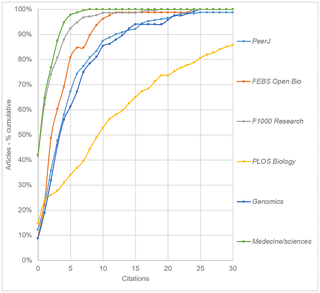 100%
90%
80%
70%
60%
50%
40%
30%
20%
10%
0%
Articles - % cumulative
0
5
10
15
20
25
30
Citations
PeerJ
FEBS Open Bio
F1000 Research
PLOS Biology
Genomics
Medecine/sciences